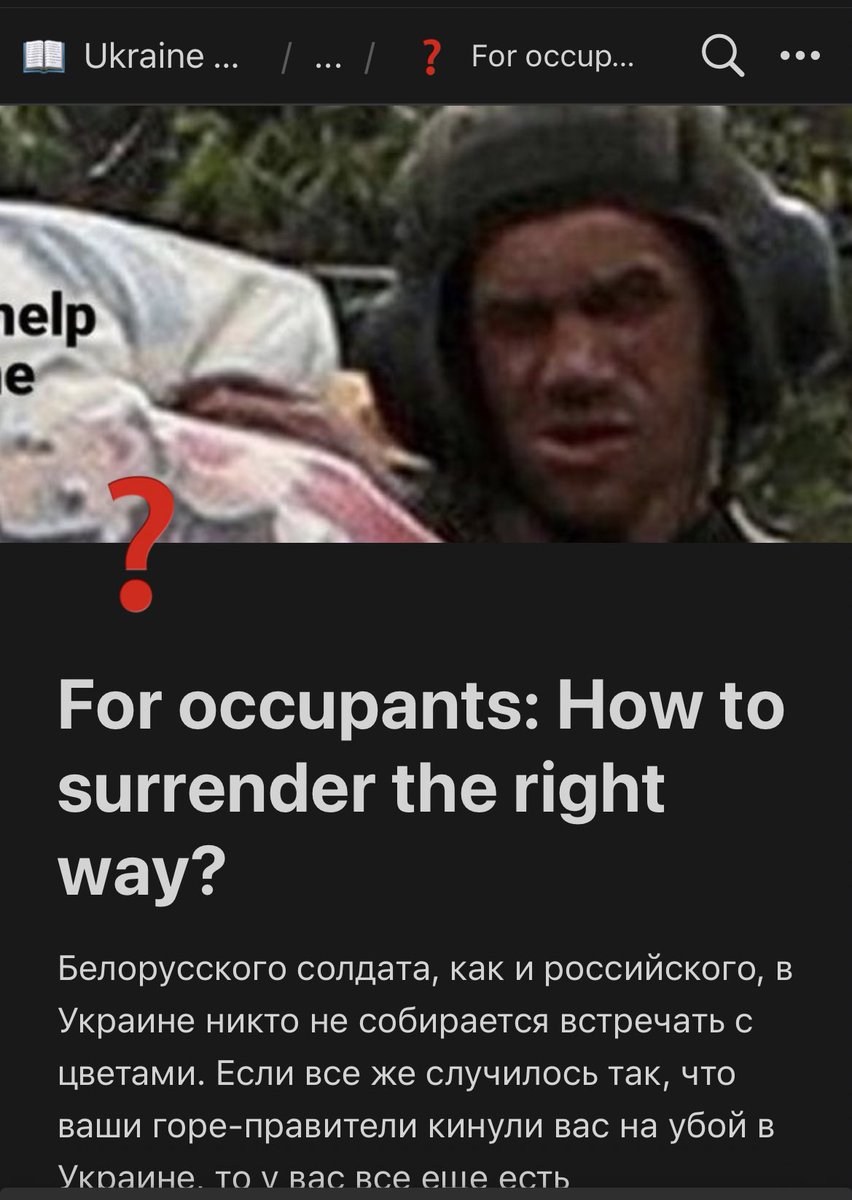 📖 Ukraine ... / ... / ❓ For occup...
help
e
❓
For occupants: How to
surrender the right
way?
Белорусского солдата, как и российского, в
Украине никто не собирается встречать с
цветами. Если все же случилось так, что
ваши горе-правители кинули вас на убой в
Украине, то у вас все еще есть